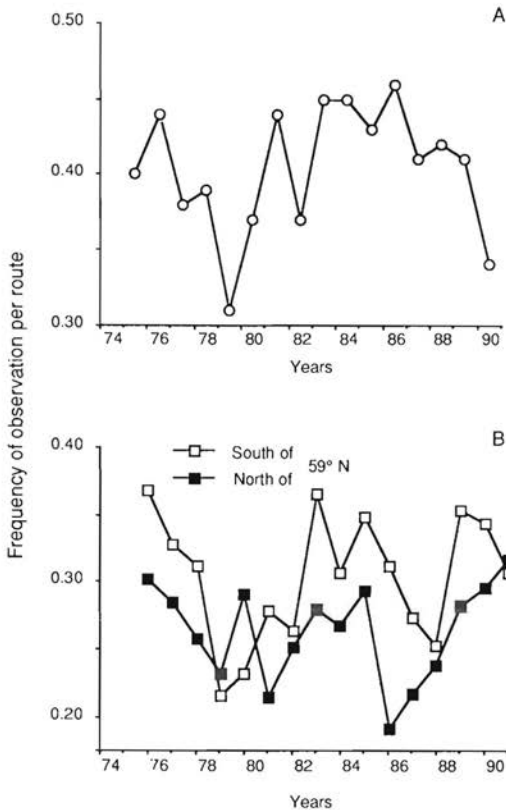 A
0.50
0.40
0.30
74 76 78 80 82 84 86 88 90
Years
Frequency of observation per route
B
0.40
South of
59° N
North of
0.30
0.20
74 76 78 80 82 84 86 88 90
Years